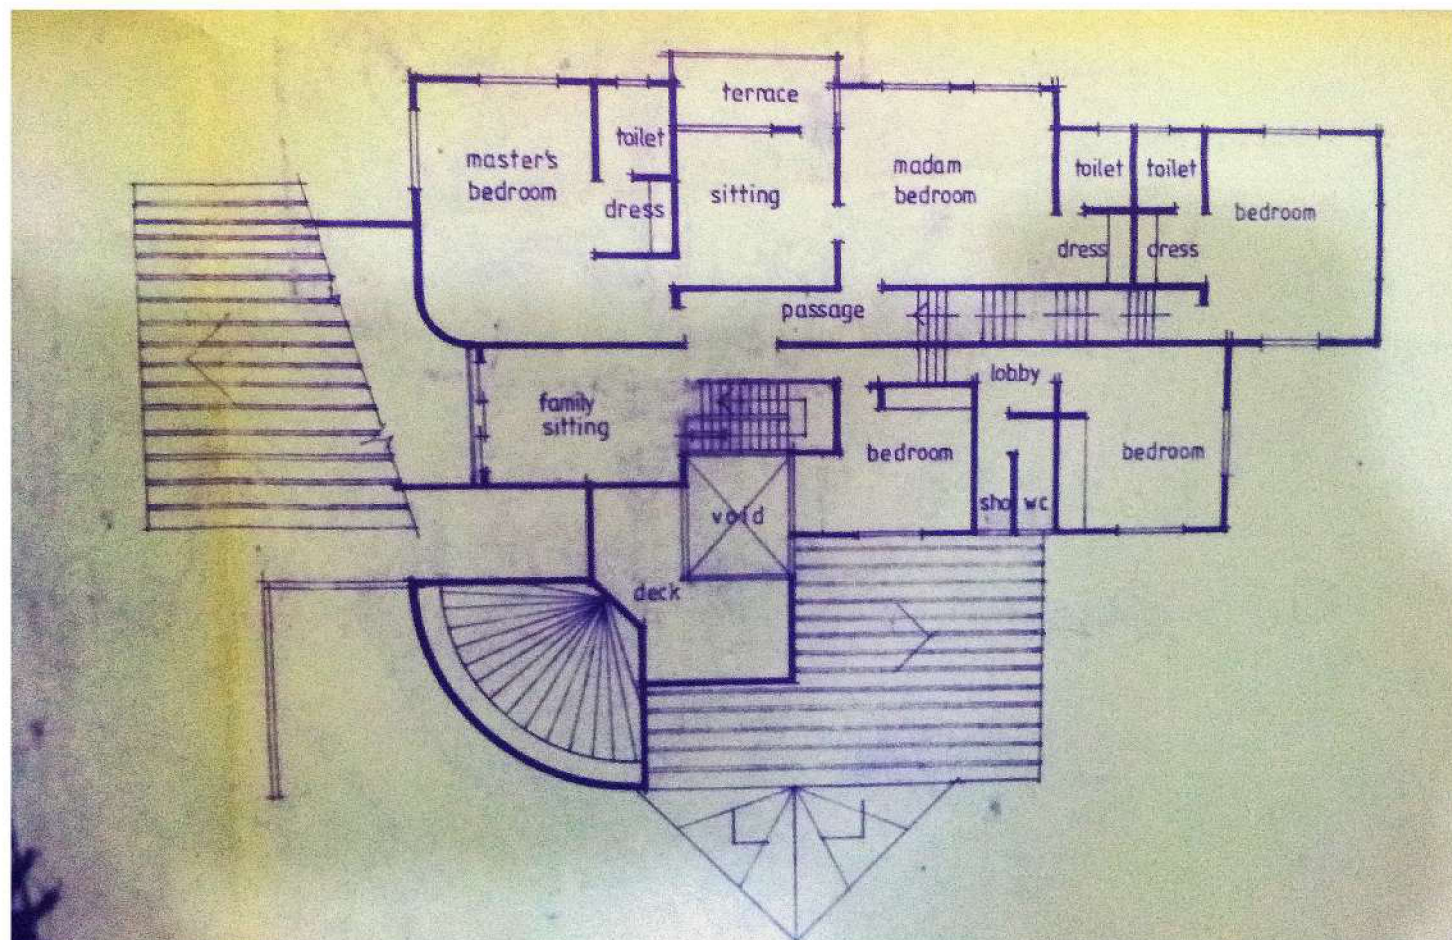 terrace
toilet
master's
bedroom
sitting
dress
madam
bedroom
toilet
toilet
bedroom
dress
dress
passage
lobby
family
sitting
bedroom
bedroom
sho
wc
void
deck